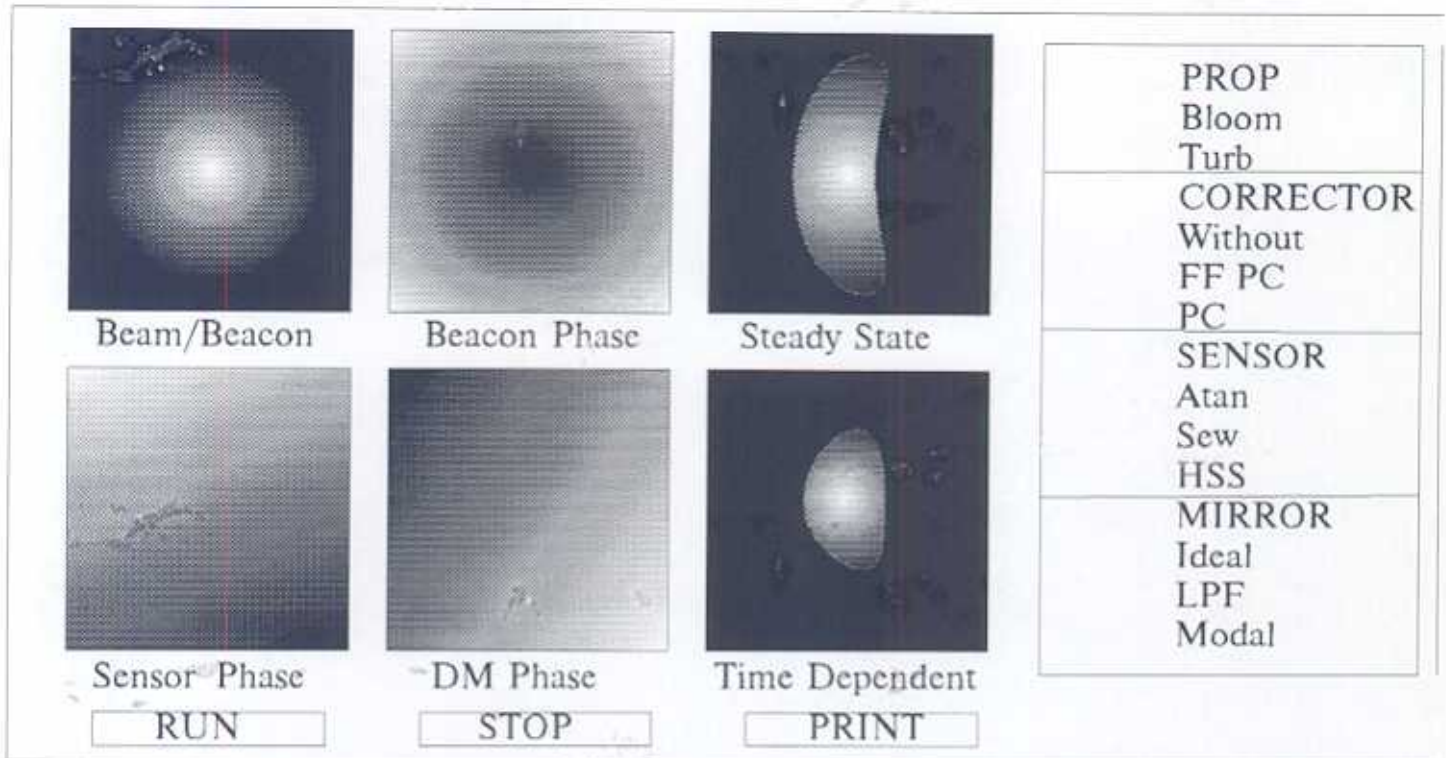 Beam/Beacon
Beacon Phase
Steady State
Sensor Phase
DM Phase
Time Dependent
RUN
STOP
PRINT
PROP
Bloom
Turb
CORRECTOR
Without
FF PC
PC
SENSOR
Atan
Sew
HSS
MIRROR
Ideal
LPF
Modal